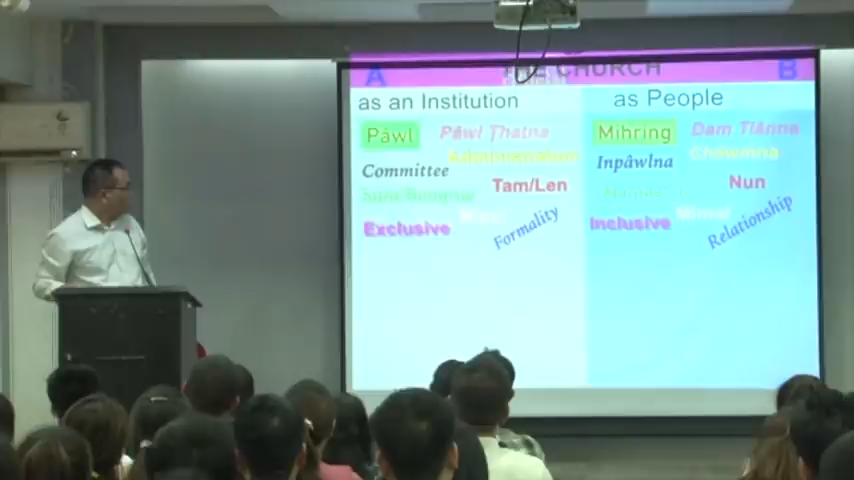 A THE CHURCH B
as an Institution
as People
Pâwl Pâwl Ṭhatna
Administration
Committee
Tam/Len
Exclusive
Formality
Mihring Dam Tlânna
Chawmna
Inpâwlna
Nun
Inclusive
Relationship